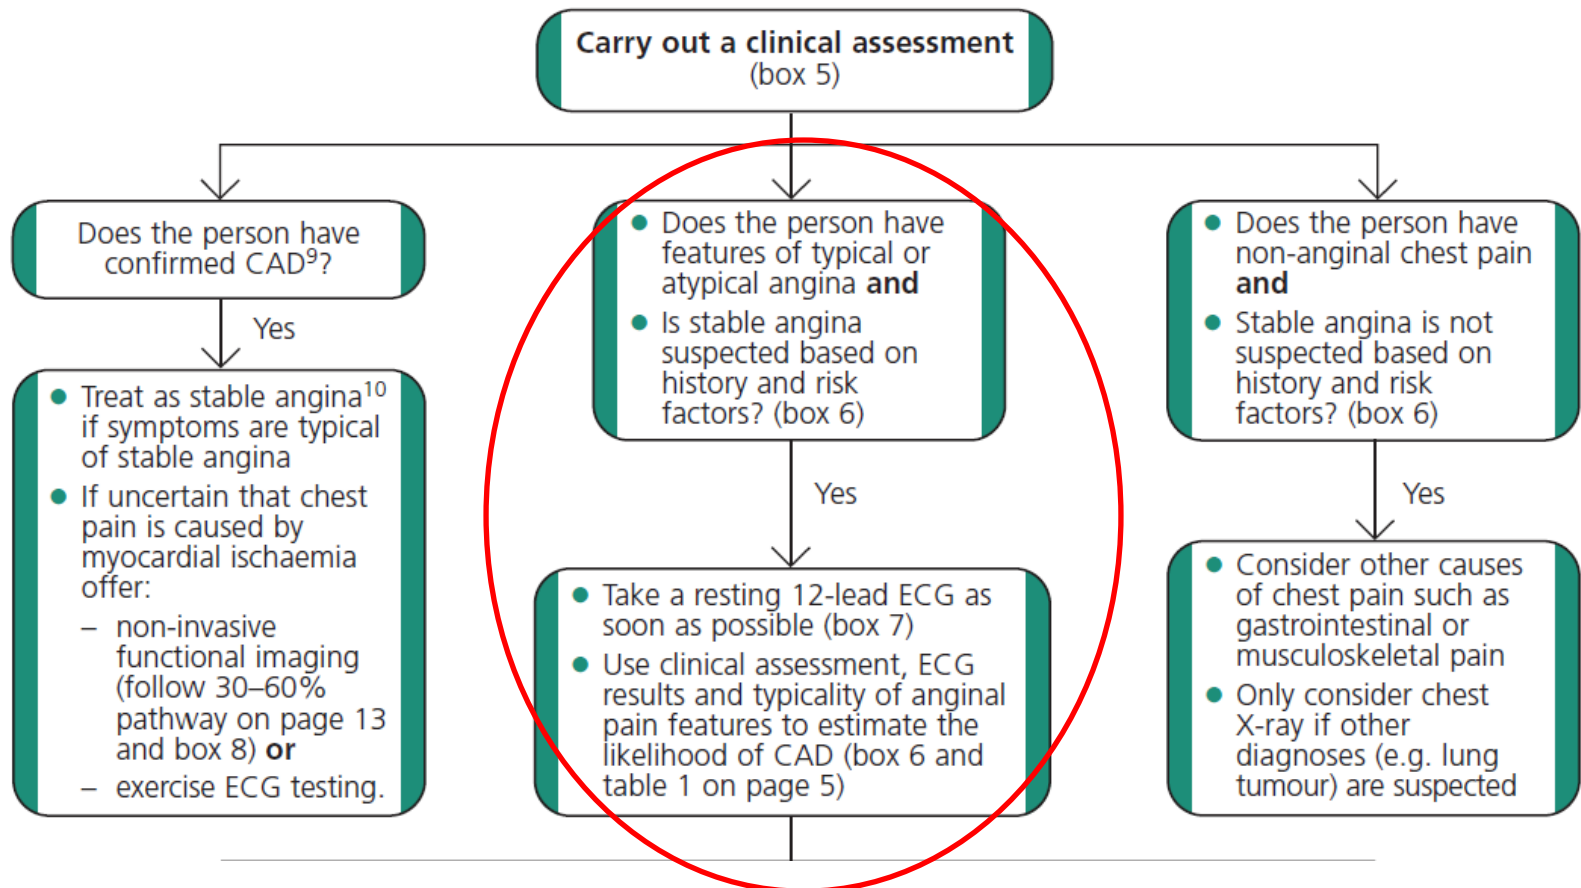 Carry out a clinical assessment
(box 5)
Does the person have
confirmed CAD⁹?
Yes
● Treat as stable angina¹⁰
if symptoms are typical
of stable angina
● If uncertain that chest
pain is caused by
myocardial ischaemia
offer:
– non-invasive
functional imaging
(follow 30–60%
pathway on page 13
and box 8) or
– exercise ECG testing.
● Does the person have
features of typical or
atypical angina and
● Is stable angina
suspected based on
history and risk
factors? (box 6)
Yes
● Take a resting 12-lead ECG as
soon as possible (box 7)
● Use clinical assessment, ECG
results and typicality of anginal
pain features to estimate the
likelihood of CAD (box 6 and
table 1 on page 5)
● Does the person have
non-anginal chest pain
and
● Stable angina is not
suspected based on
history and risk
factors? (box 6)
Yes
● Consider other causes
of chest pain such as
gastrointestinal or
musculoskeletal pain
● Only consider chest
X-ray if other
diagnoses (e.g. lung
tumour) are suspected